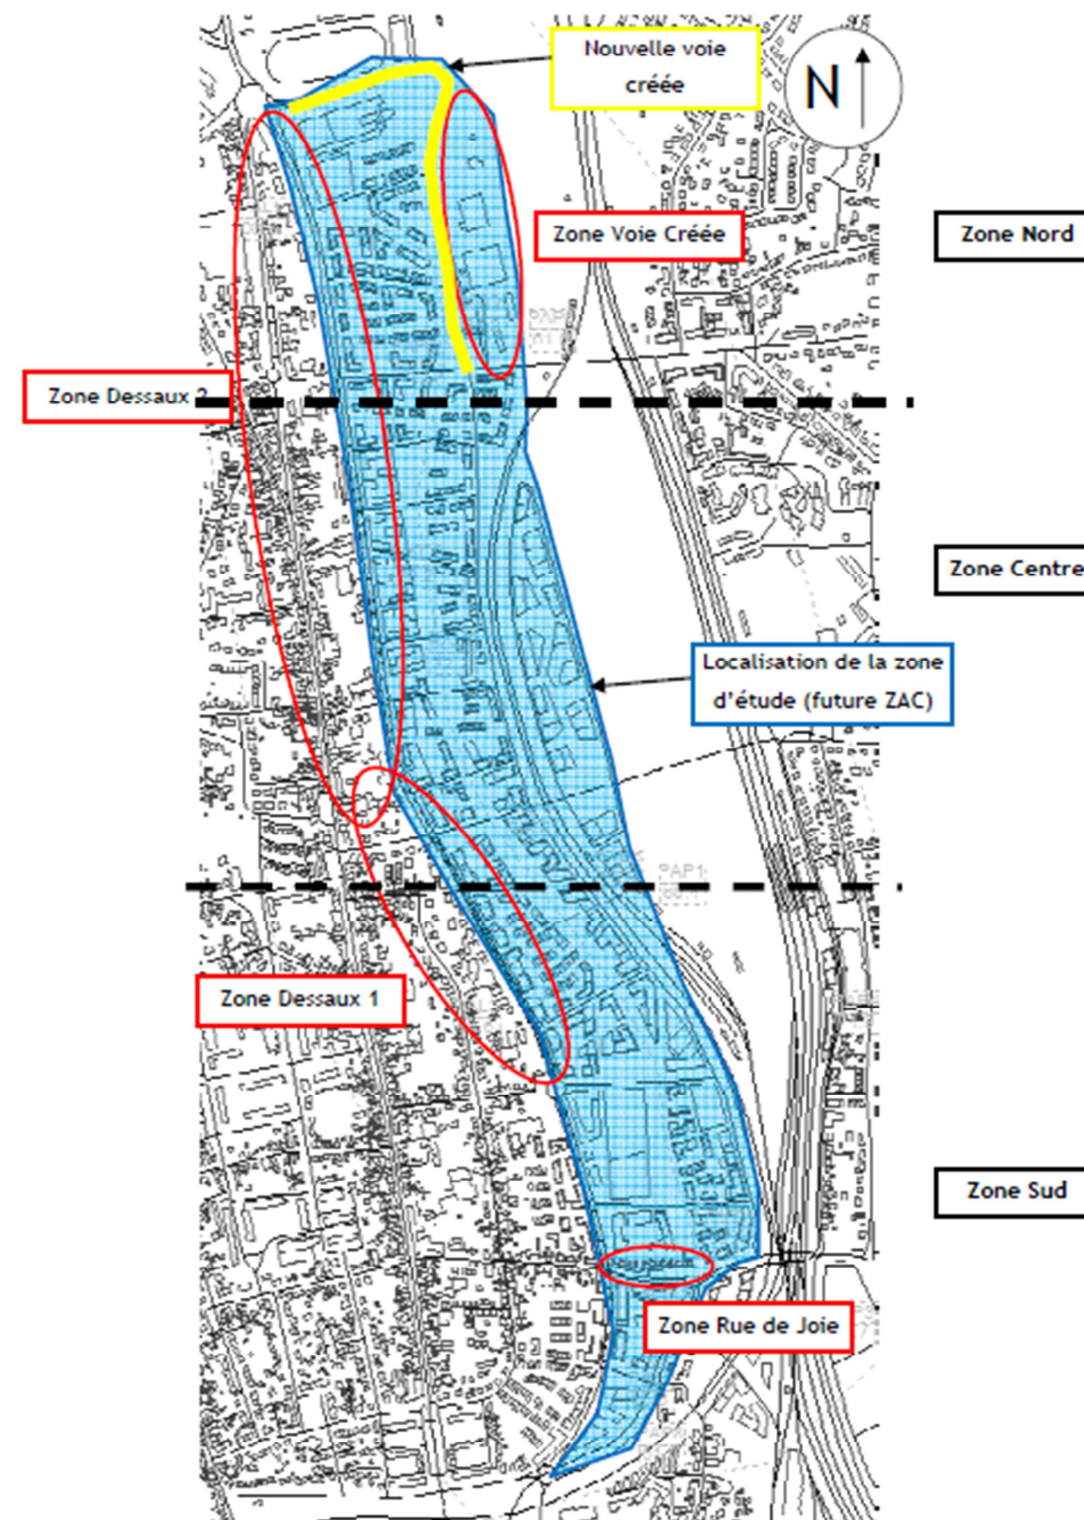 Nouvelle voie
créée
N
Zone Voie Créée
Zone Nord
Zone Dessaux 2
Zone Centre
Localisation de la zone
d'étude (future ZAC)
PAP1
Zone Dessaux 1
Zone Sud
Zone Rue de Joie